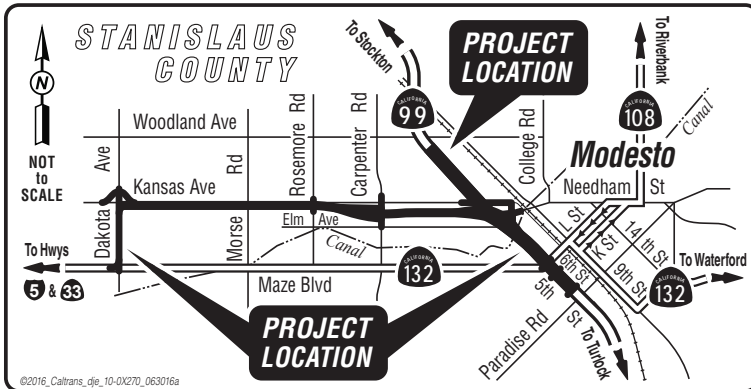 STANISLAUS
COUNTY
N
NOT
to
SCALE
To Stockton
PROJECT
LOCATION
CALIFORNIA
99
To Riverbank
CALIFORNIA
108
Canal
Modesto
Woodland Ave
Dakota Ave
Kansas Ave
Morse Rd
Rosemore Rd
Carpenter Rd
College Rd
Needham St
Elm Ave
Canal
L St
K St
14 th St
9th St
6th St
5th St
To Hwys
5 & 33
CALIFORNIA
132
Maze Blvd
To Waterford
CALIFORNIA
132
PROJECT
LOCATION
Paradise Rd
To Turlock
©2016_Caltrans_dje_10-0X270_063016a